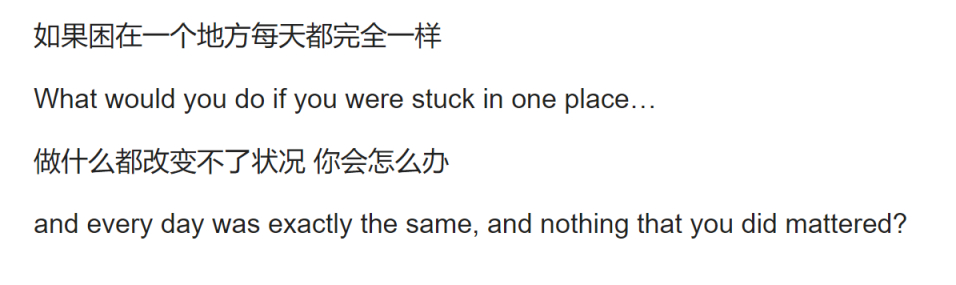 如果困在一个地方每天都完全一样
What would you do if you were stuck in one place…
做什么都改变不了状况 你会怎么办
and every day was exactly the same, and nothing that you did mattered?